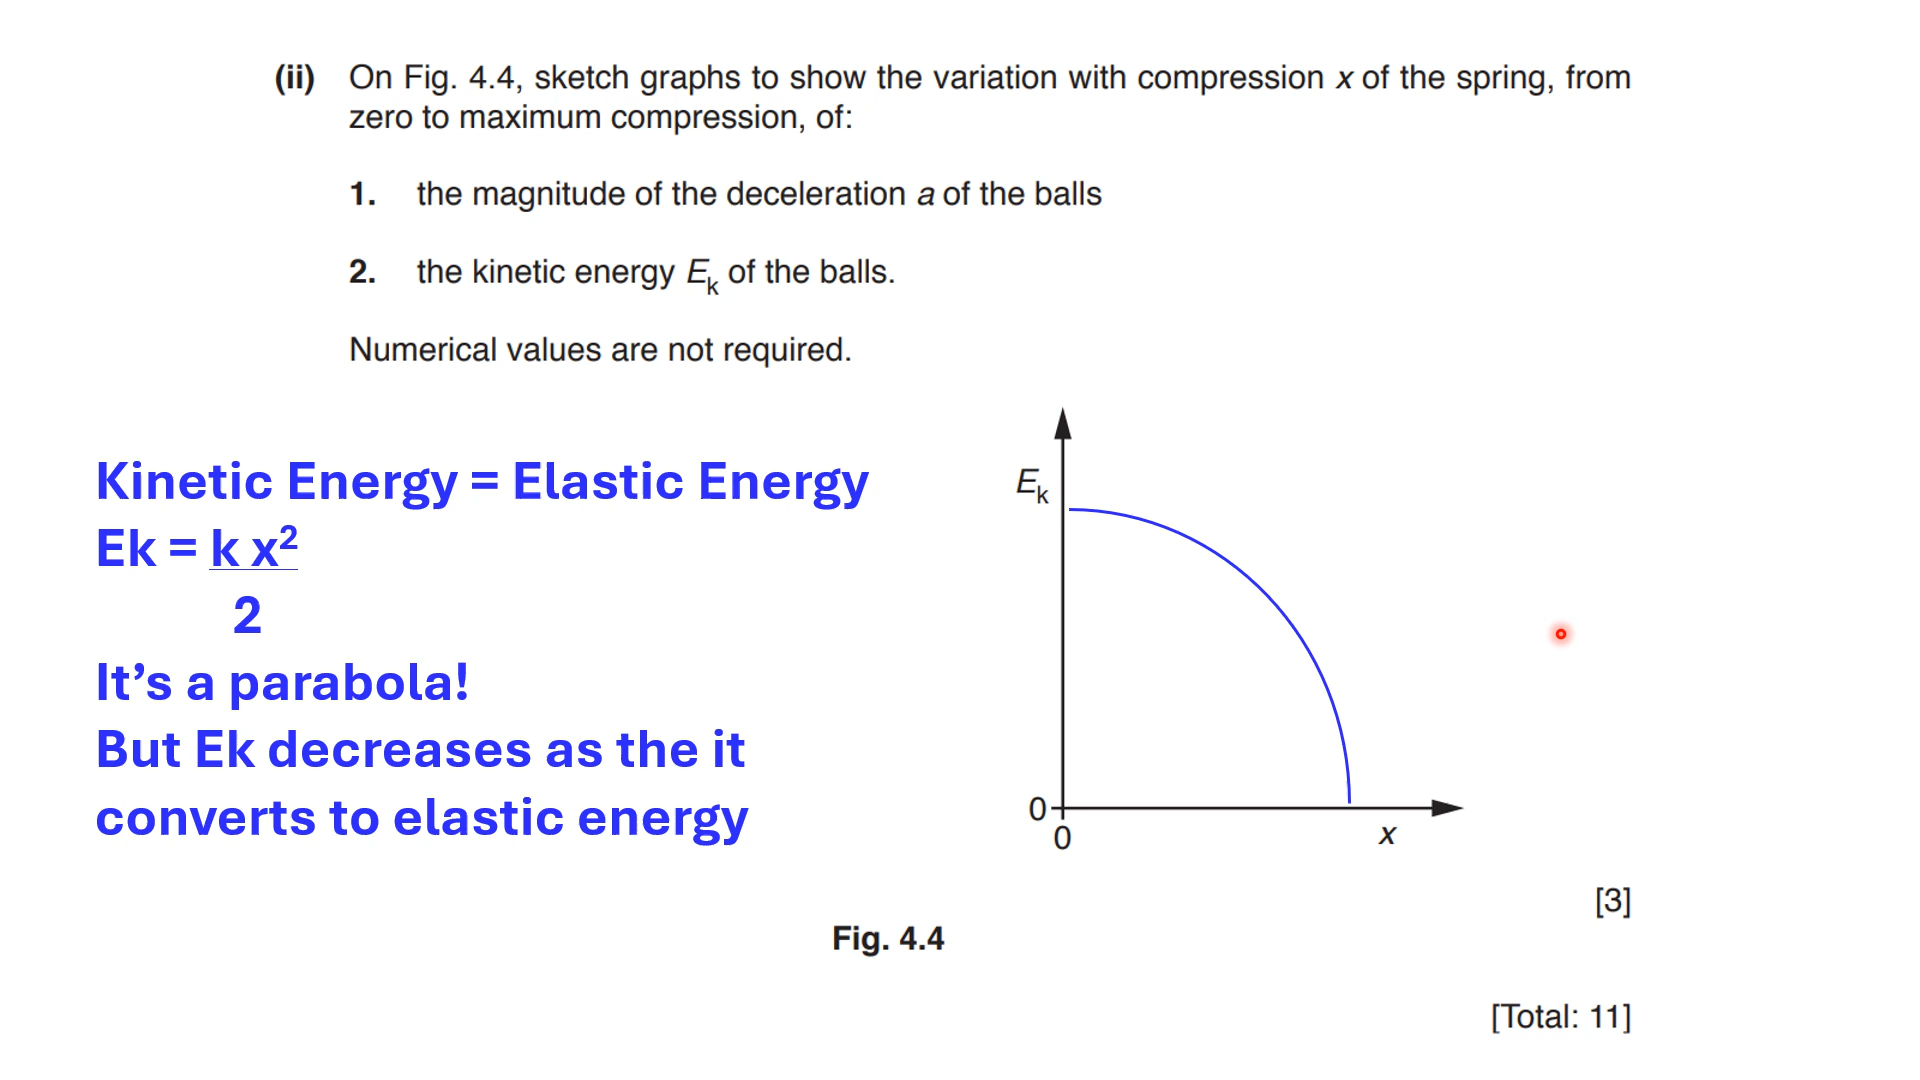 (ii) On Fig. 4.4, sketch graphs to show the variation with compression x of the spring, from
zero to maximum compression, of:
1. the magnitude of the deceleration a of the balls
2. the kinetic energy Ek of the balls.
Numerical values are not required.
Kinetic Energy = Elastic Energy
Ek = k x²
2
It’s a parabola!
But Ek decreases as the it
converts to elastic energy
Ek
0
0
x
[3]
Fig. 4.4
[Total: 11]